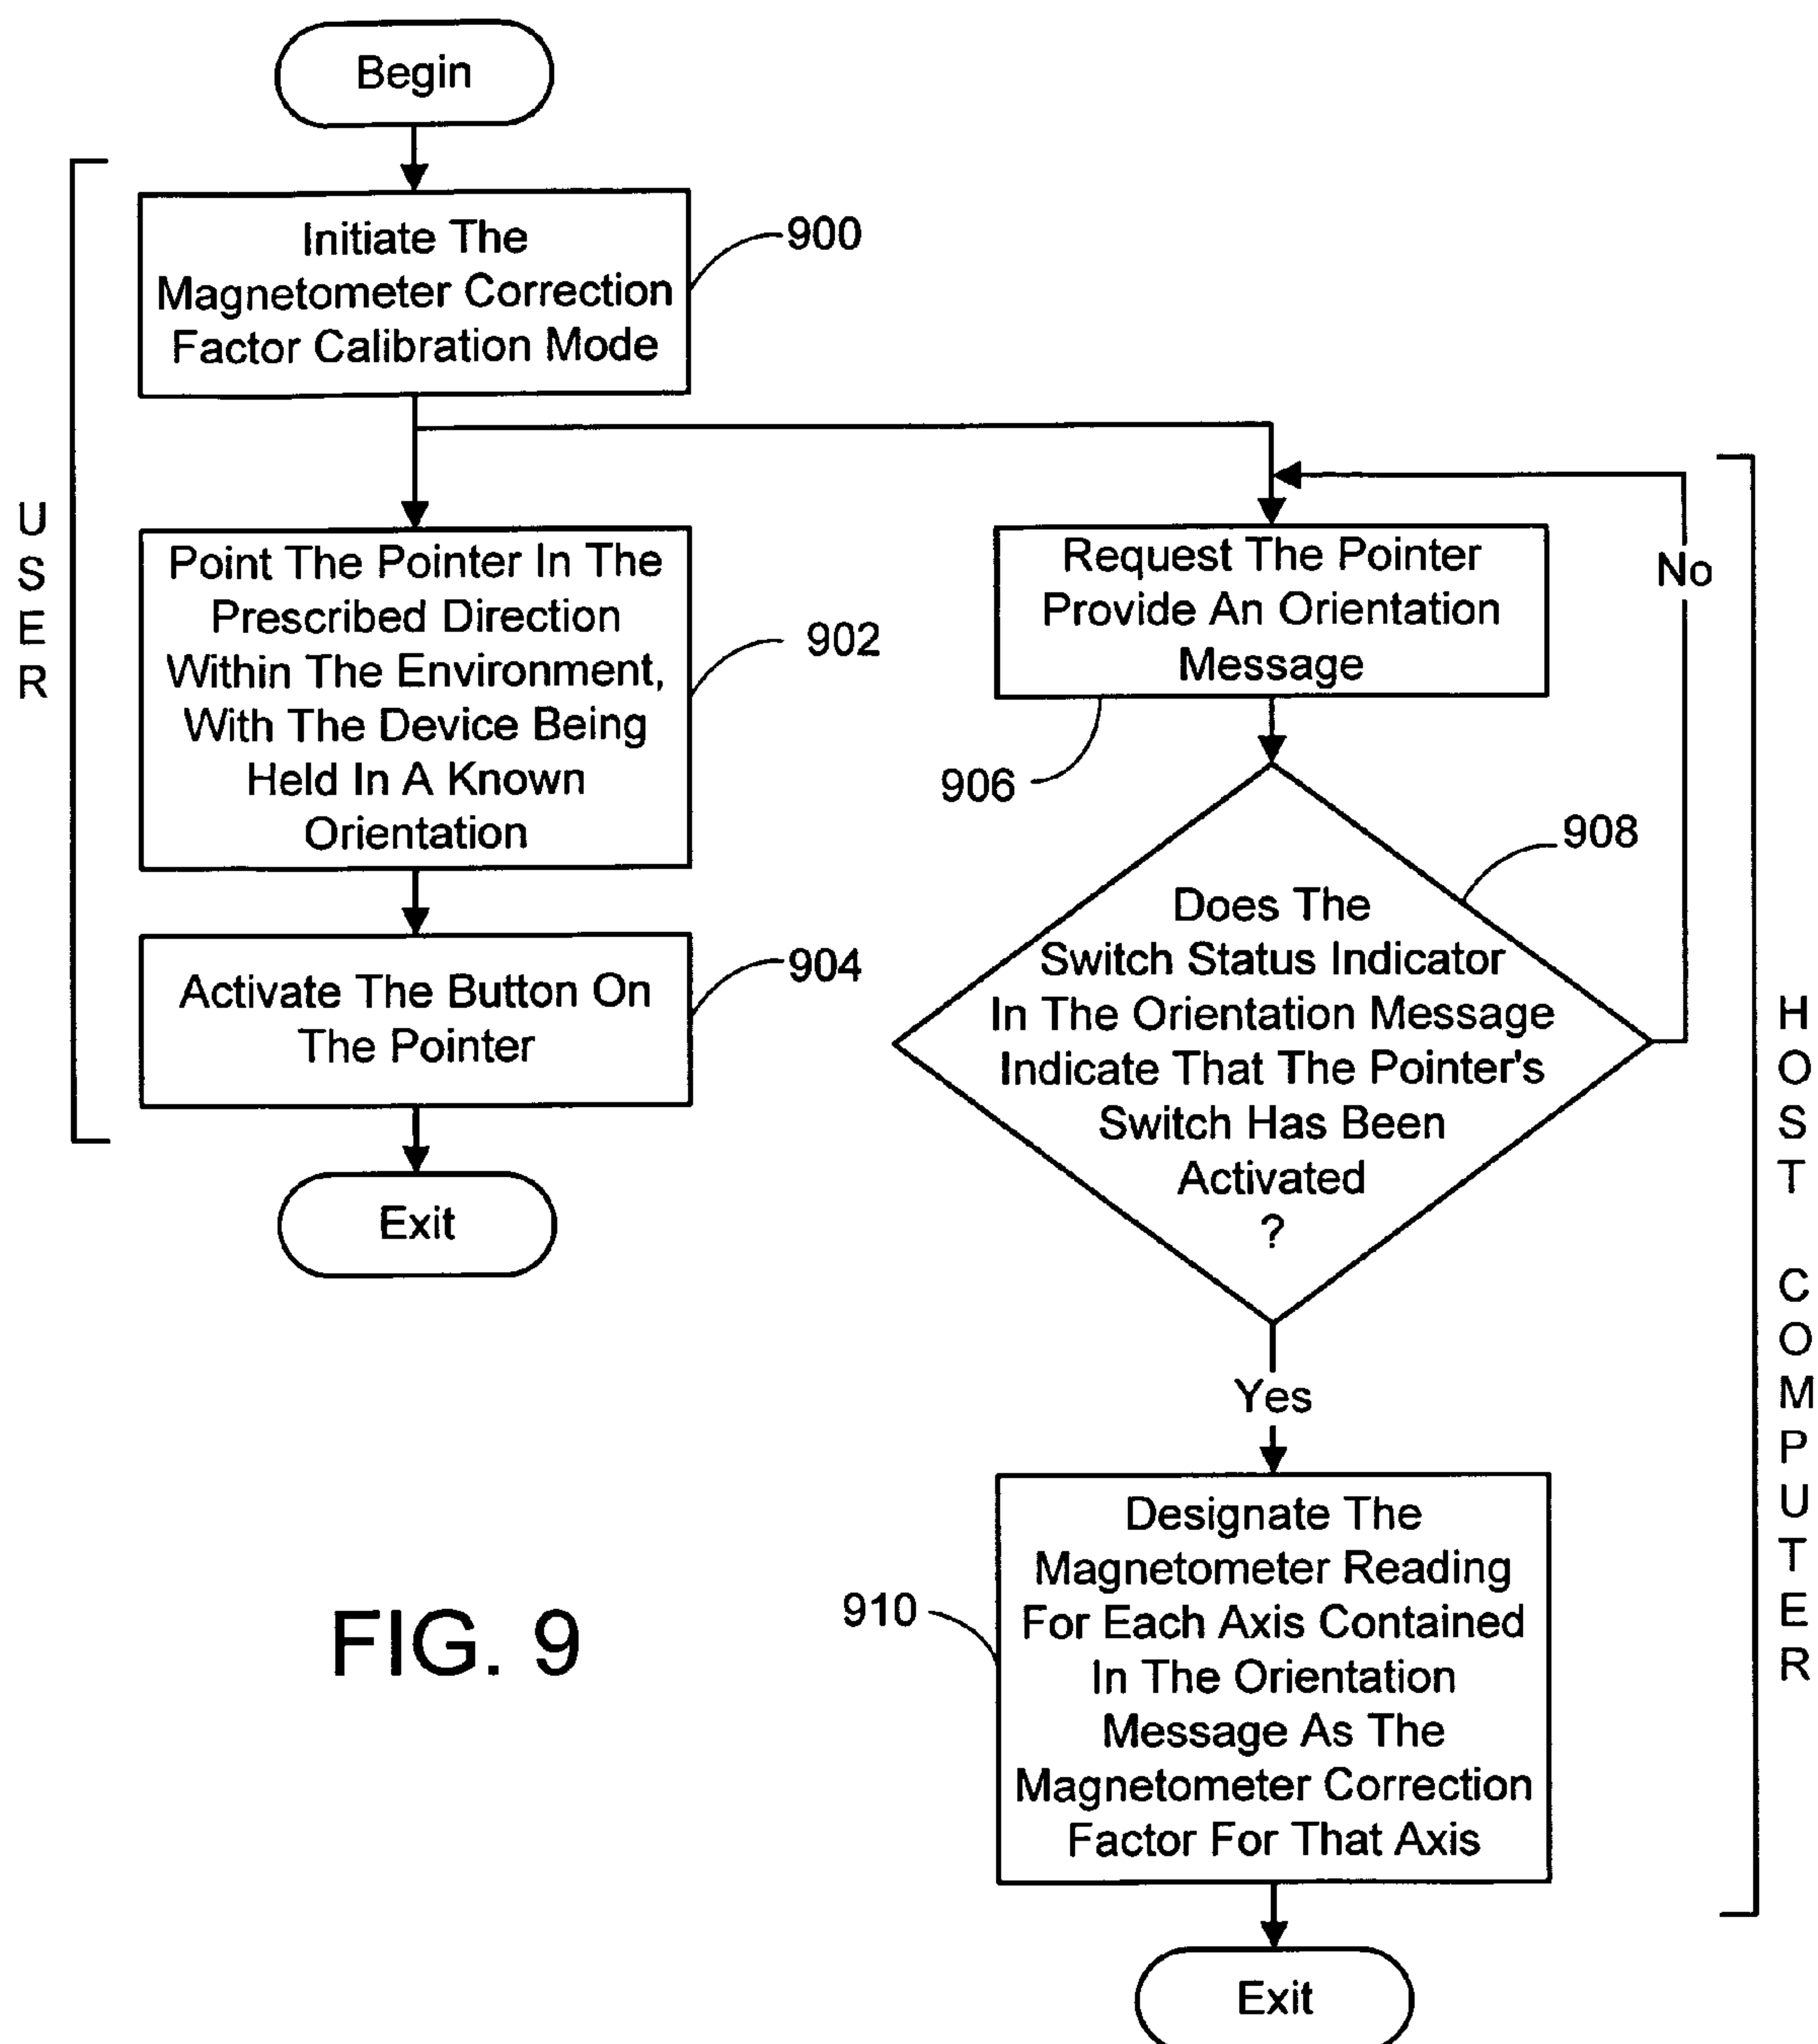 Begin
Initiate The
Magnetometer Correction
Factor Calibration Mode
900
USER
Point The Pointer In The
Prescribed Direction
Within The Environment,
With The Device Being
Held In A Known
Orientation
902
Activate The Button On
The Pointer
904
Exit
Request The Pointer
Provide An Orientation
Message
906
No
Does The
Switch Status Indicator
In The Orientation Message
Indicate That The Pointer's
Switch Has Been
Activated
?
908
Yes
Designate The
Magnetometer Reading
For Each Axis Contained
In The Orientation
Message As The
Magnetometer Correction
Factor For That Axis
910
HOST COMPUTER
Exit
FIG. 9